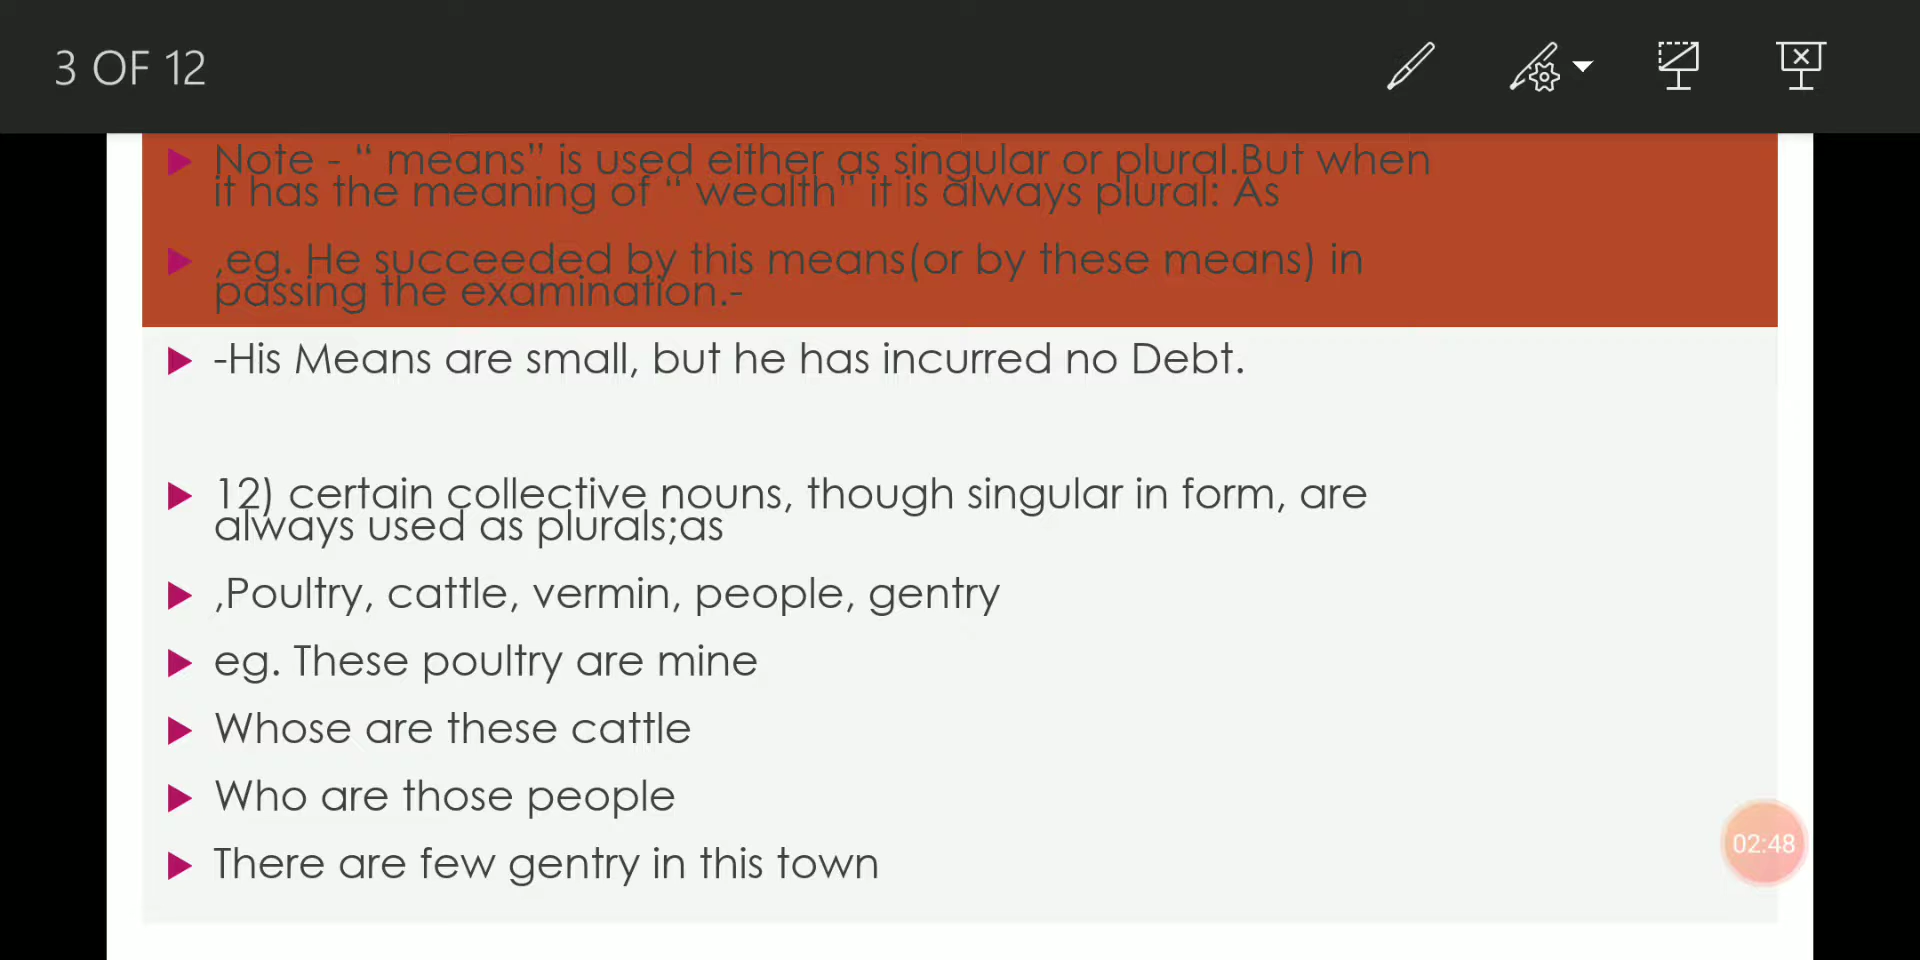 3 OF 12
Note - “ means” is used either as singular or plural.But when
it has the meaning of “ wealth” it is always plural: As
,eg. He succeeded by this means(or by these means) in
passing the examination.-
-His Means are small, but he has incurred no Debt.
12) certain collective nouns, though singular in form, are
always used as plurals;as
,Poultry, cattle, vermin, people, gentry
eg. These poultry are mine
Whose are these cattle
Who are those people
There are few gentry in this town
02:48